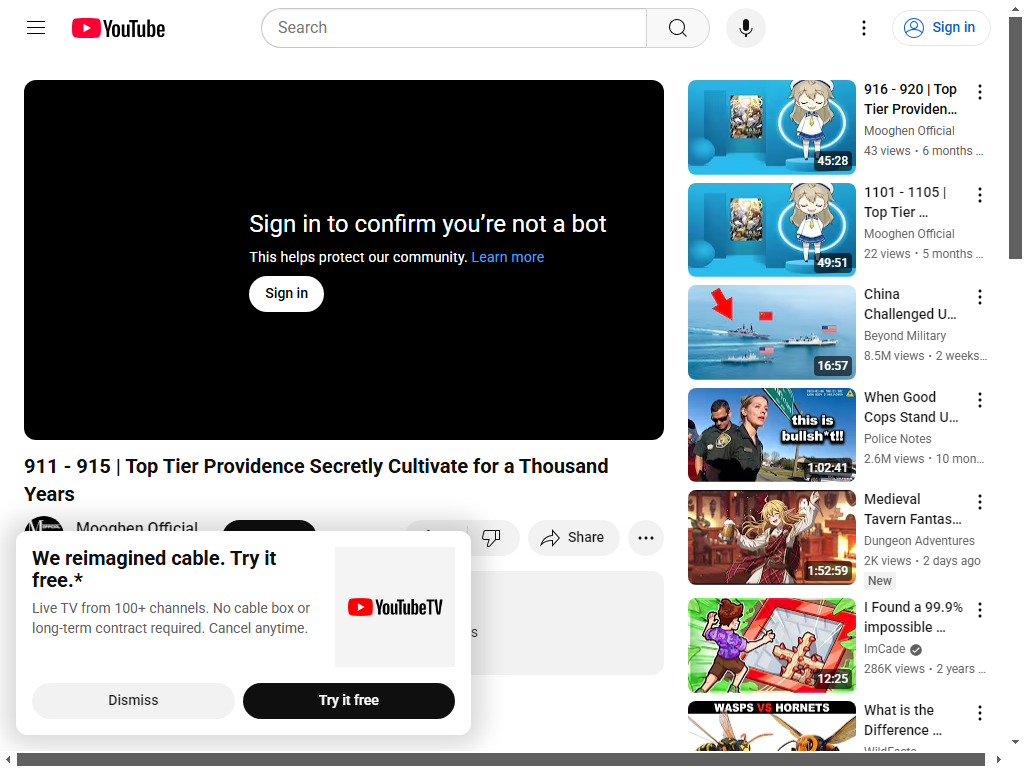 YouTube
Search
Sign in
Sign in to confirm you’re not a bot
This helps protect our community. Learn more
Sign in
911 - 915 | Top Tier Providence Secretly Cultivate for a Thousand
Years
Mooghen Official
Share
We reimagined cable. Try it
free.*
Live TV from 100+ channels. No cable box or
long-term contract required. Cancel anytime.
YouTubeTV
Dismiss
Try it free
45:28
916 - 920 | Top
Tier Providen...
Mooghen Official
43 views • 6 months ...
49:51
1101 - 1105 |
Top Tier ...
Mooghen Official
22 views • 5 months ...
16:57
China
Challenged U...
Beyond Military
8.5M views • 2 weeks...
this is
bullsh*t!!
1:02:41
When Good
Cops Stand U...
Police Notes
2.6M views • 10 mon...
1:52:59
Medieval
Tavern Fantas...
Dungeon Adventures
2K views • 2 days ago
New
12:25
I Found a 99.9%
impossible ...
ImCade
286K views • 2 years ...
WASPS VS HORNETS
What is the
Difference ...
WildFacts